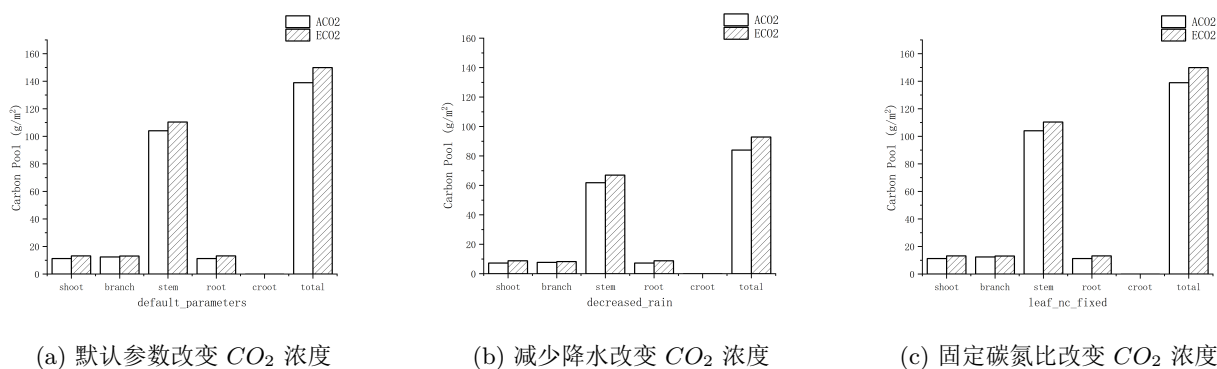 ACO2
ECO2
160
140
120
100
80
60
40
20
0
Carbon Pool (g/m²)
shoot branch stem root croot total
default_parameters
(a) 默认参数改变 CO₂ 浓度
ACO2
ECO2
160
140
120
100
80
60
40
20
0
Carbon Pool (g/m²)
shoot branch stem root croot total
decreased_rain
(b) 减少降水改变 CO₂ 浓度
ACO2
ECO2
160
140
120
100
80
60
40
20
0
Carbon Pool (g/m²)
shoot branch stem root croot total
leaf_nc_fixed
(c) 固定碳氮比改变 CO₂ 浓度